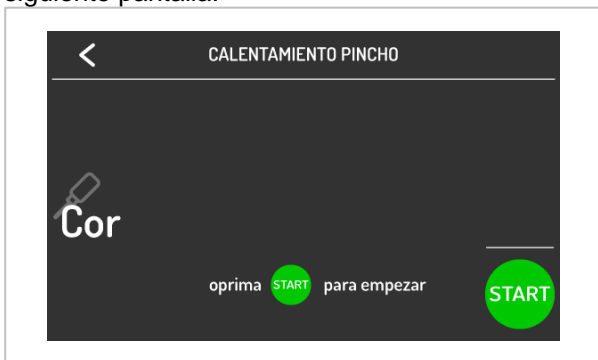 siguiente pantalla.
CALENTAMIENTO PINCHO
Cor
oprima START para empezar
START